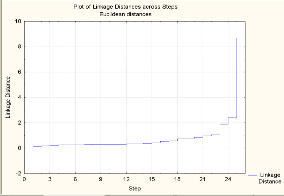 Plot of Linkage Distances across Steps
Euclidean distances
10
8
6
4
2
0
-2
Linkage Distance
0 3 6 9 12 15 18 21 24
Step
Linkage
Distance